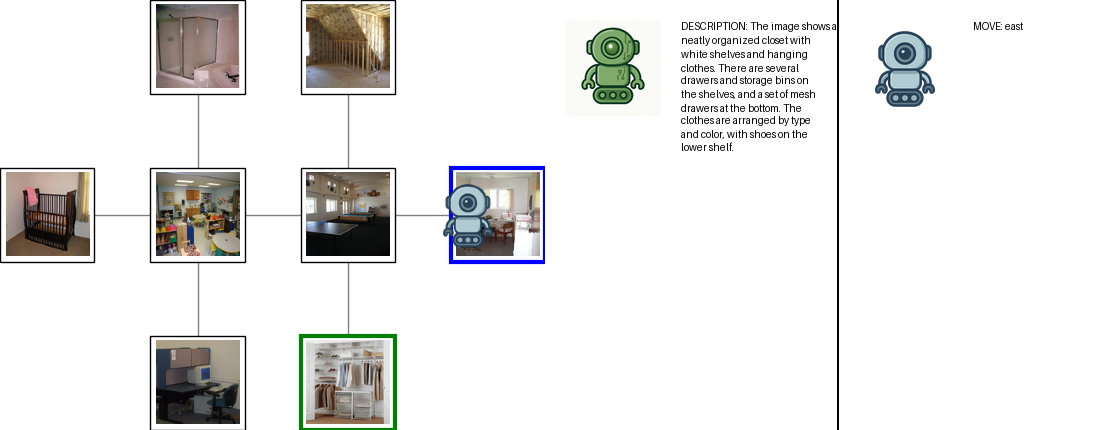 DESCRIPTION: The image shows a
neatly organized closet with
white shelves and hanging
clothes. There are several
drawers and storage bins on
the shelves, and a set of mesh
drawers at the bottom. The
clothes are arranged by type
and color, with shoes on the
lower shelf.
MOVE: east